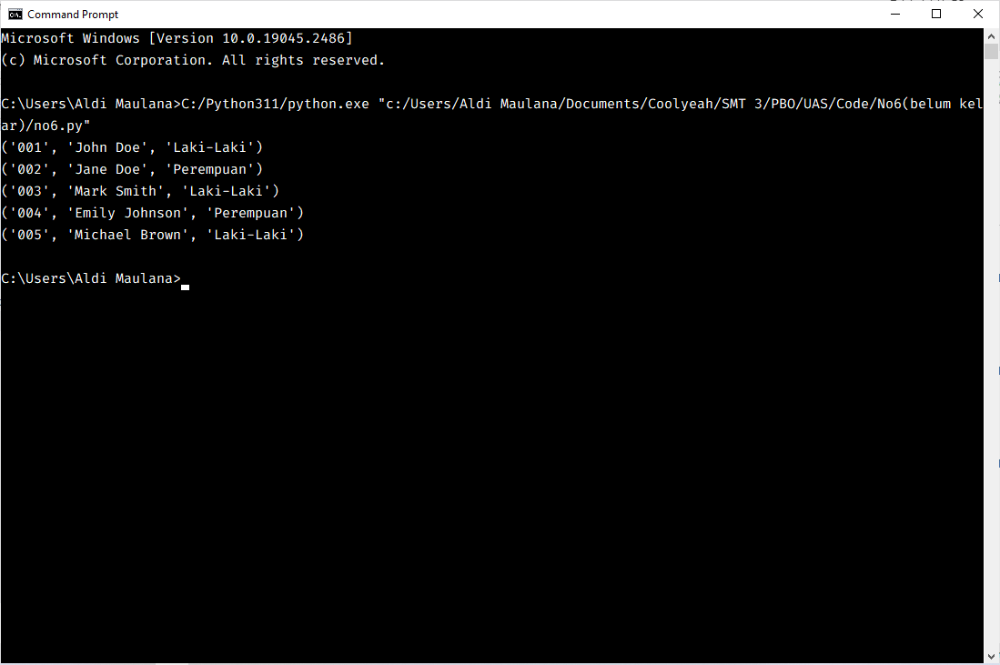 Command Prompt
Microsoft Windows [Version 10.0.19045.2486]
(c) Microsoft Corporation. All rights reserved.
C:\Users\Aldi Maulana>C:/Python311/python.exe "c:/Users/Aldi Maulana/Documents/Coolyeah/SMT 3/PBO/UAS/Code/No6(belum kel
ar)/no6.py"
('001', 'John Doe', 'Laki-Laki')
('002', 'Jane Doe', 'Perempuan')
('003', 'Mark Smith', 'Laki-Laki')
('004', 'Emily Johnson', 'Perempuan')
('005', 'Michael Brown', 'Laki-Laki')
C:\Users\Aldi Maulana>